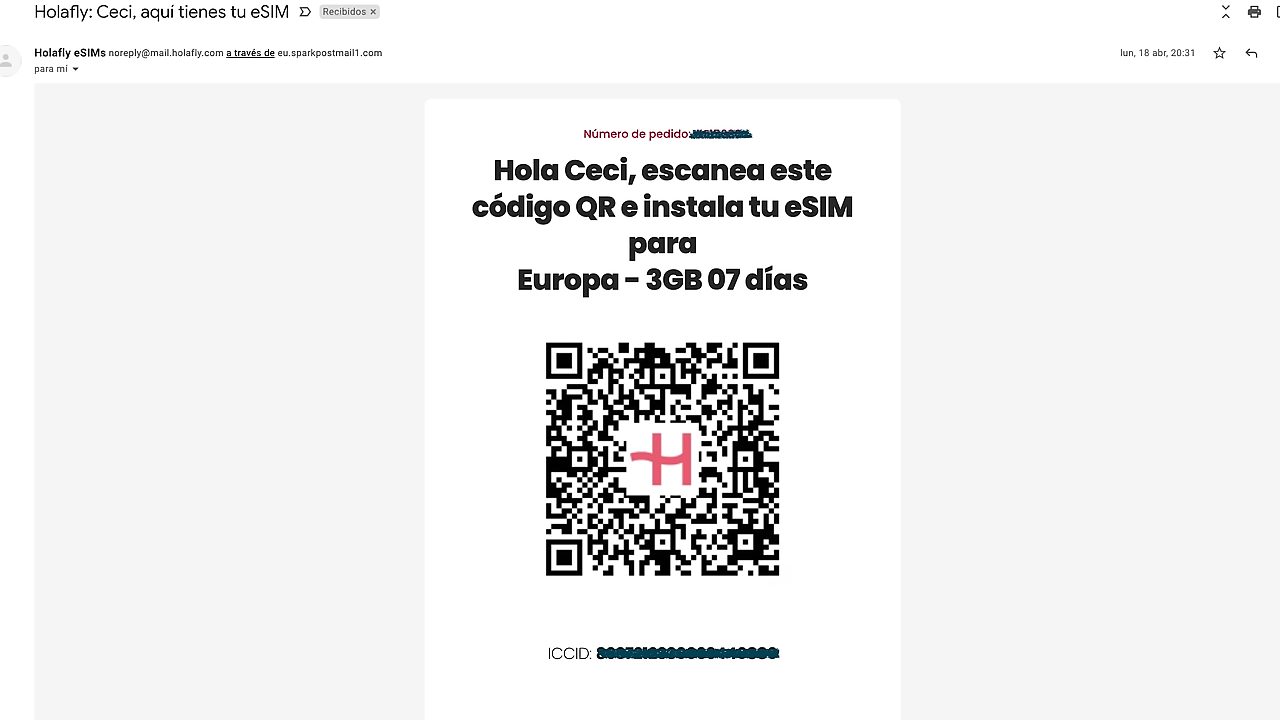 Holafly: Ceci, aquí tienes tu eSIM
Recibidos ×
Holafly eSIMs noreply@mail.holafly.com a través de eu.sparkpostmail1.com
lun, 18 abr, 20:31
para mí
Número de pedido:
Hola Ceci, escanea este
código QR e instala tu eSIM
para
Europa - 3GB 07 días
H
ICCID: